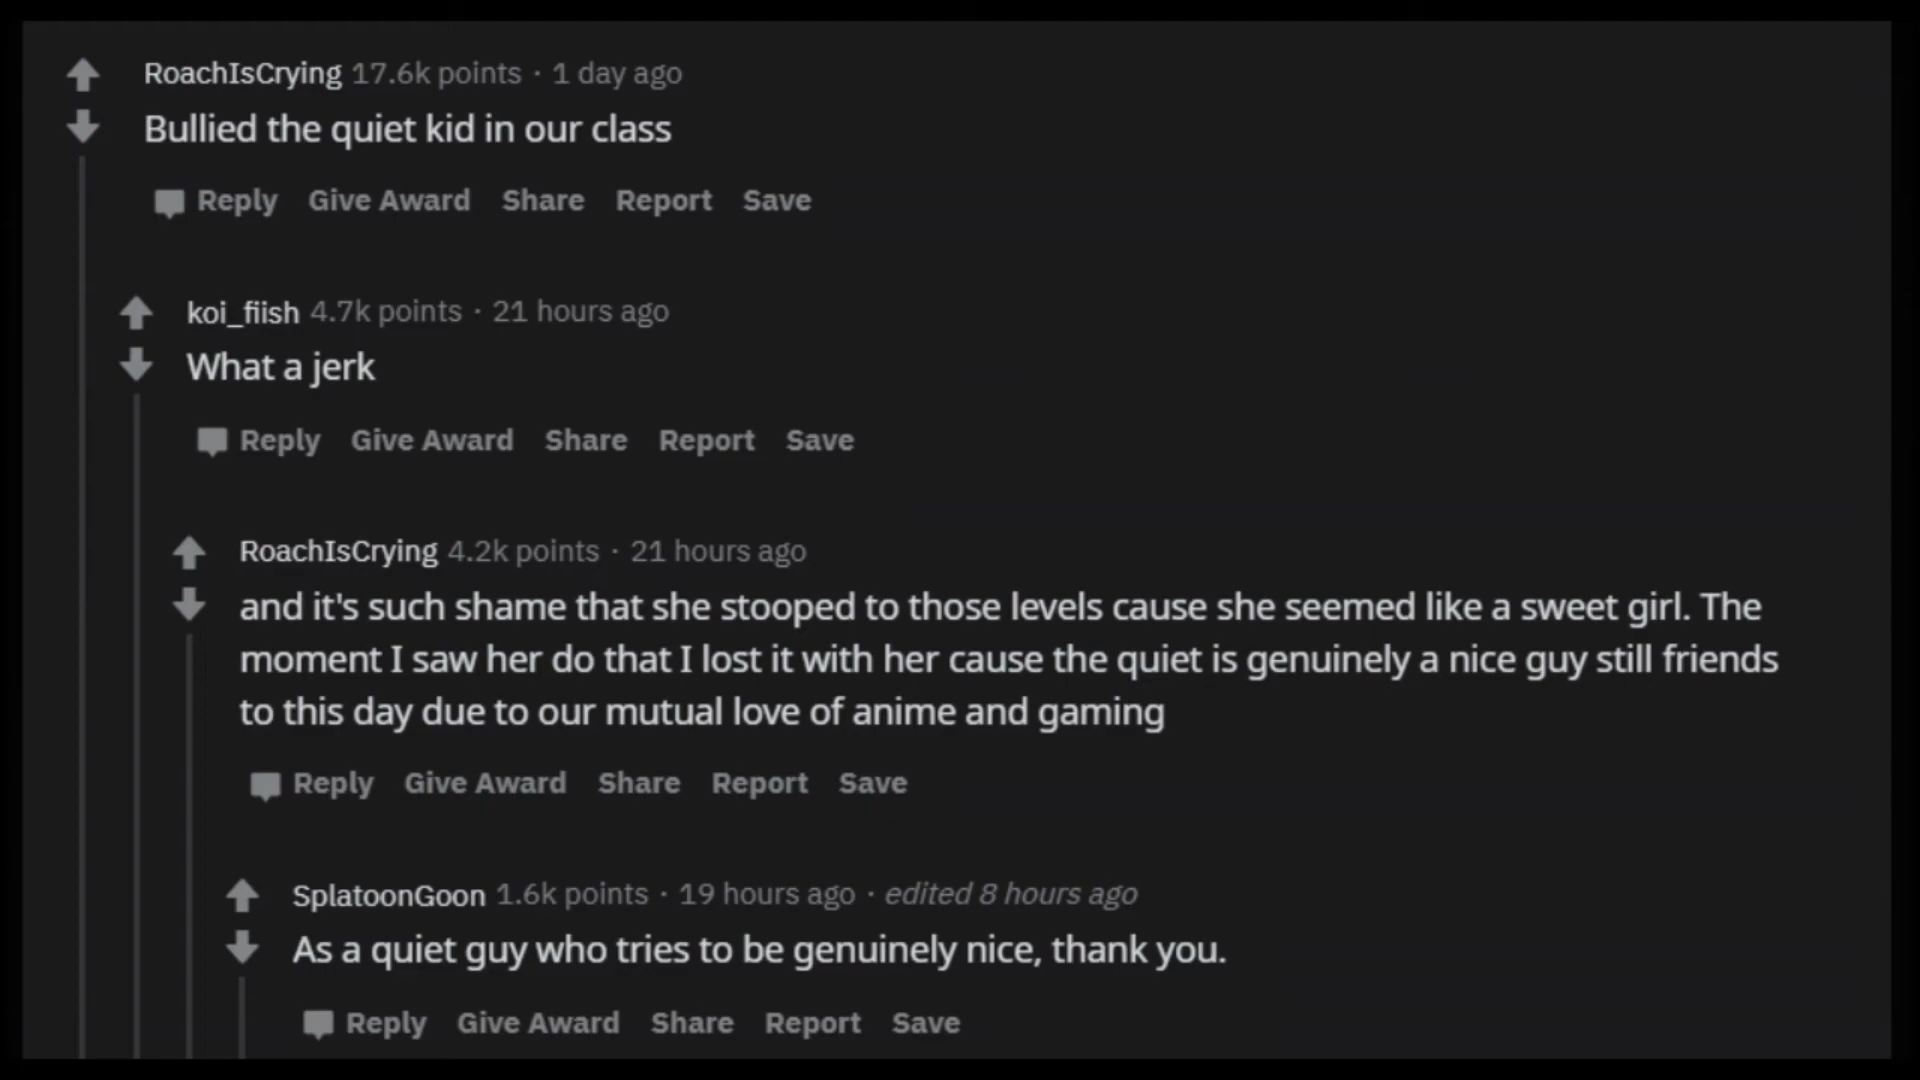 RoachIsCrying 17.6k points · 1 day ago
Bullied the quiet kid in our class
Reply Give Award Share Report Save
koi_fiish 4.7k points · 21 hours ago
What a jerk
Reply Give Award Share Report Save
RoachIsCrying 4.2k points · 21 hours ago
and it's such shame that she stooped to those levels cause she seemed like a sweet girl. The
moment I saw her do that I lost it with her cause the quiet is genuinely a nice guy still friends
to this day due to our mutual love of anime and gaming
Reply Give Award Share Report Save
SplatoonGoon 1.6k points · 19 hours ago · edited 8 hours ago
As a quiet guy who tries to be genuinely nice, thank you.
Reply Give Award Share Report Save